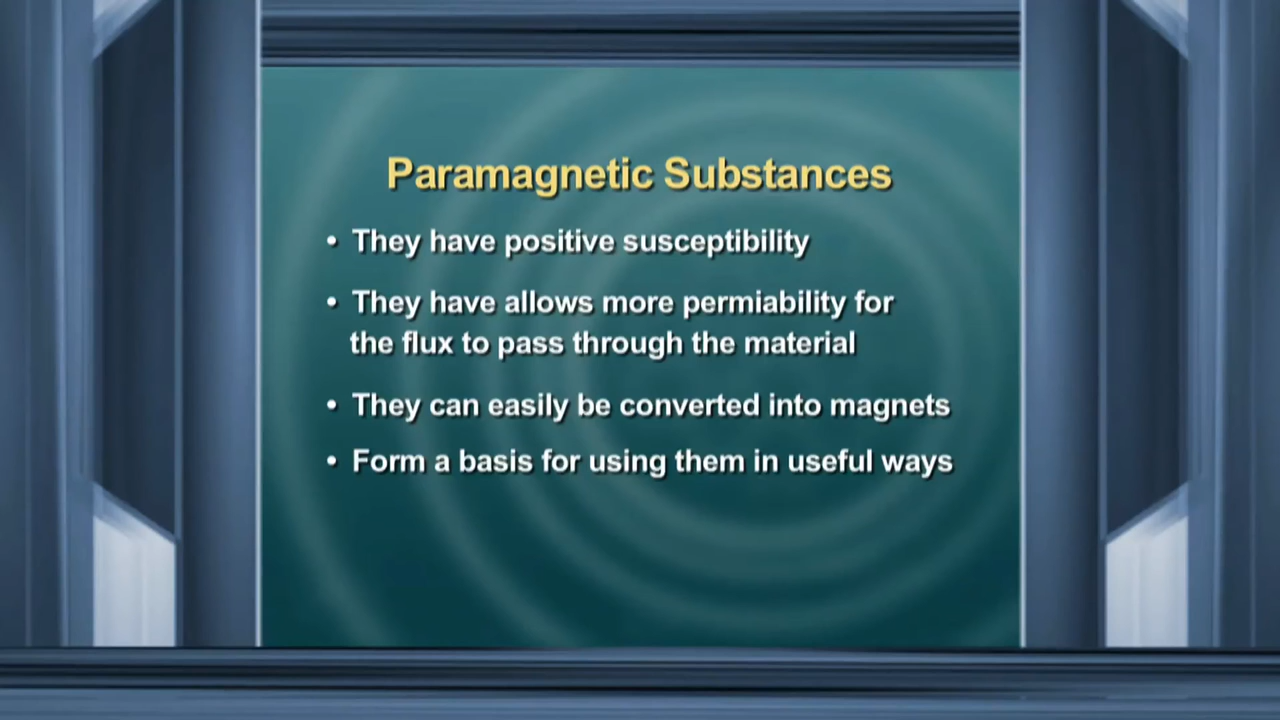 Paramagnetic Substances
• They have positive susceptibility
• They have allows more permiability for
the flux to pass through the material
• They can easily be converted into magnets
• Form a basis for using them in useful ways